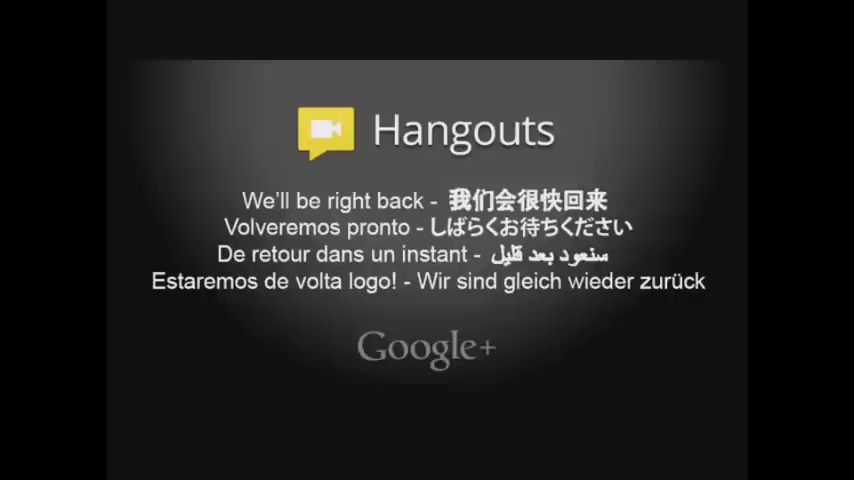 Hangouts
We'll be right back - 我们会很快回来
Volveremos pronto - しばらくお待ちください
De retour dans un instant - سنعود بعد قليل
Estaremos de volta logo! - Wir sind gleich wieder zurück
Google+